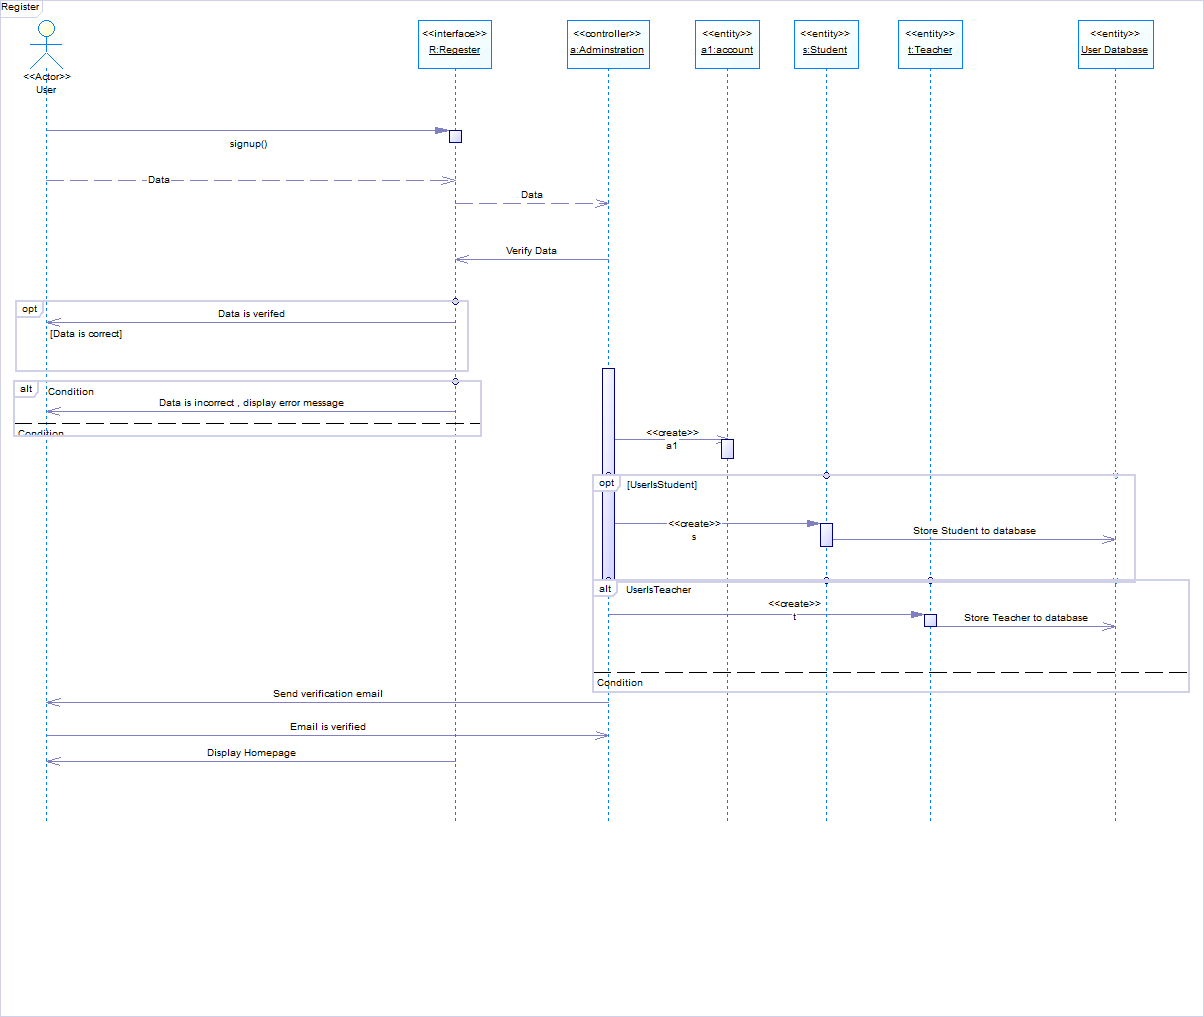 Register
<<Actor>>
User
<<interface>>
R:Regester
<<controller>>
a:Adminstration
<<entity>>
a1:account
<<entity>>
s:Student
<<entity>>
t:Teacher
<<entity>>
User Database
signup()
Data
Data
Verify Data
opt
Data is verifed
[Data is correct]
alt
Condition
Data is incorrect , display error message
Condition
<<create>>
a1
opt
[UserIsStudent]
<<create>>
s
Store Student to database
alt
UserIsTeacher
<<create>>
t
Store Teacher to database
Condition
Send verification email
Email is verified
Display Homepage